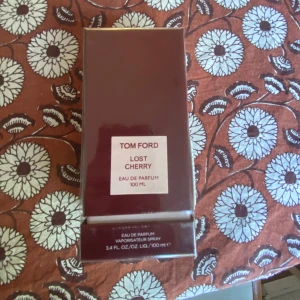 TOM FORD
LOST
CHERRY
EAU DE PARFUM
100 ML
EAU DE PARFUM
VAPORISATEUR SPRAY
3.4 FL.OZ./OZ. LIQ./100 ml ℮